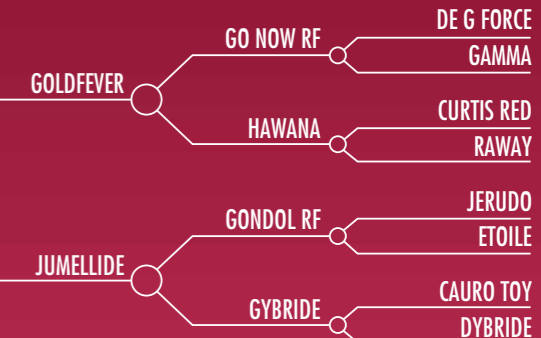 DE G FORCE
GO NOW RF
GAMMA
GOLDFEVER
CURTIS RED
HAWANA
RAWAY
JERUDO
GONDOL RF
ETOILE
JUMELLIDE
CAURO TOY
GYBRIDE
DYBRIDE